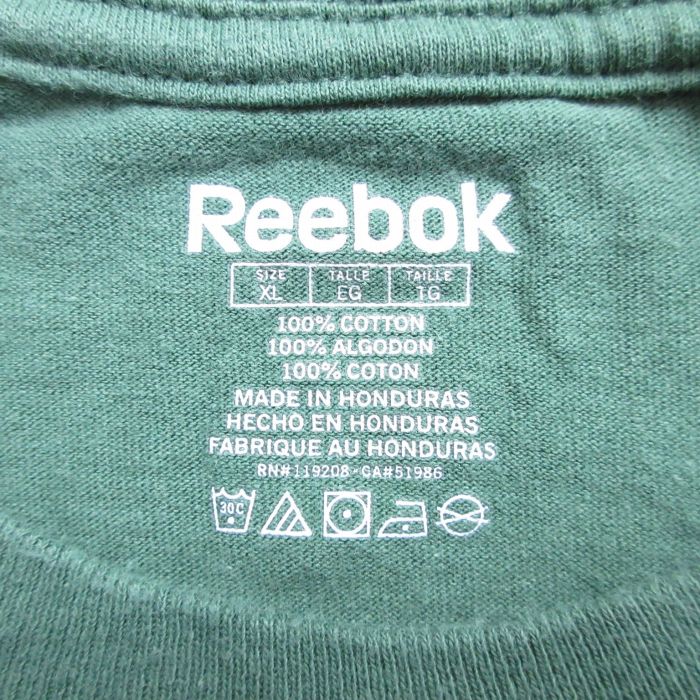 Reebok
SIZE TALLE TAILLE
XL EG TG
100% COTTON
100% ALGODON
100% COTON
MADE IN HONDURAS
HECHO EN HONDURAS
FABRIQUE AU HONDURAS
RN#119208 - CA#51986
30C